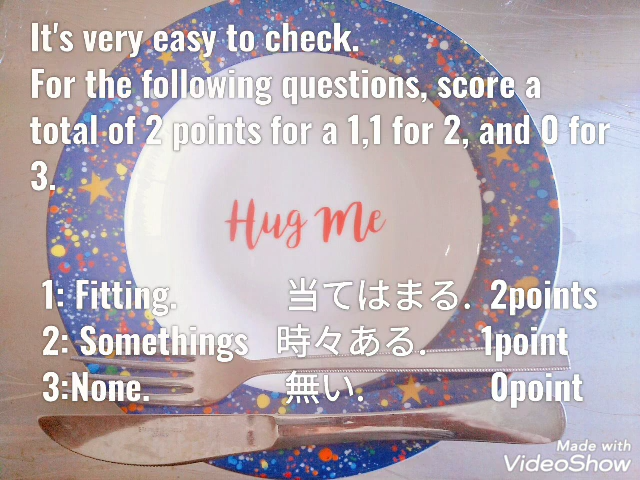 It's very easy to check.
For the following questions, score a
total of 2 points for a 1,1 for 2, and 0 for
3.
Hug Me
1: Fitting. 当てはまる. 2points
2: Somethings 時々ある. 1point
3:None. 無い. 0point
Made with
VideoShow